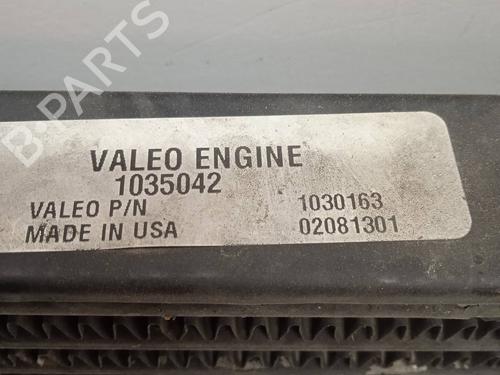 B-PARTS
VALEO ENGINE
1035042
VALEO P/N 1030163
MADE IN USA 02081301